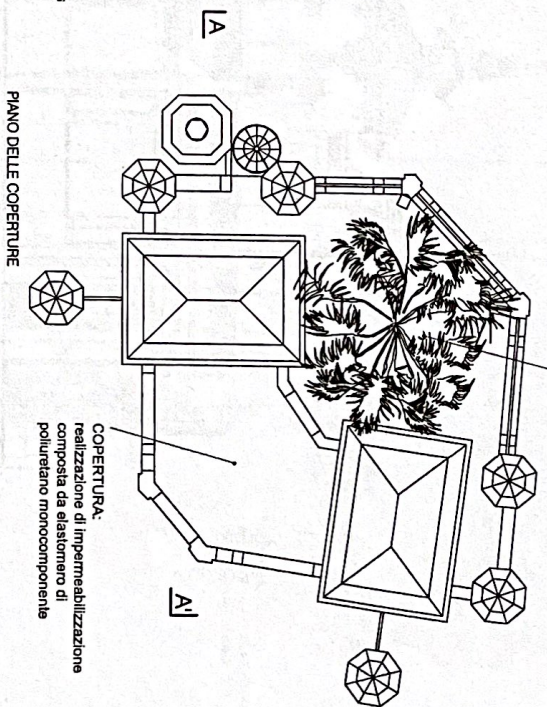 A
PIANO DELLE COPERTURE
COPERTURA:
realizzazione di impermeabilizzazione
composta da elastomero di
poliuretano monocomponente
A'